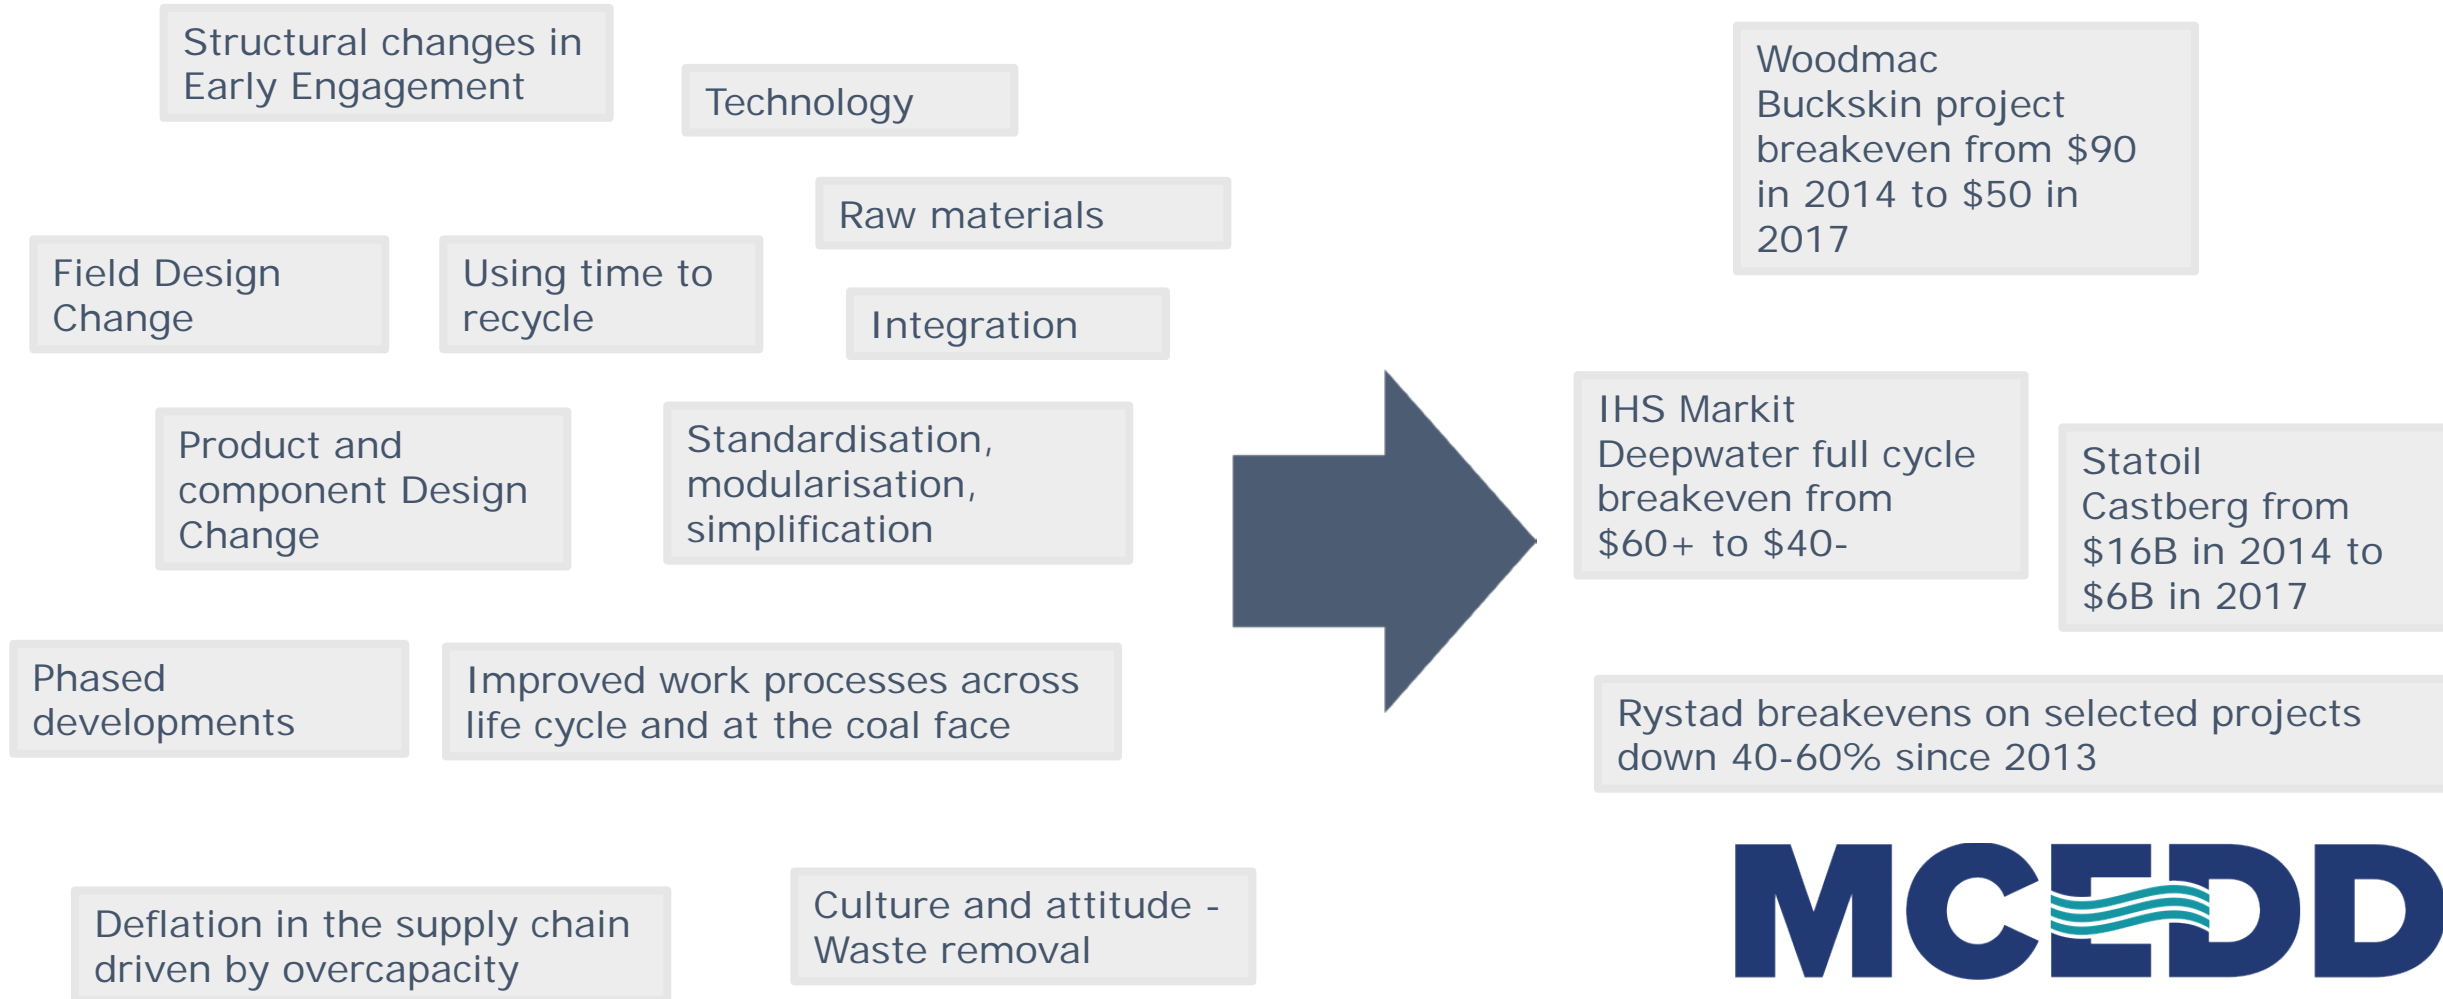 Structural changes in
Early Engagement
Technology
Raw materials
Field Design
Change
Using time to
recycle
Integration
Product and
component Design
Change
Standardisation,
modularisation,
simplification
Phased
developments
Improved work processes across
life cycle and at the coal face
Deflation in the supply chain
driven by overcapacity
Culture and attitude -
Waste removal
Woodmac
Buckskin project
breakeven from $90
in 2014 to $50 in
2017
IHS Markit
Deepwater full cycle
breakeven from
$60+ to $40-
Statoil
Castberg from
$16B in 2014 to
$6B in 2017
Rystad breakevens on selected projects
down 40-60% since 2013
MCEDD